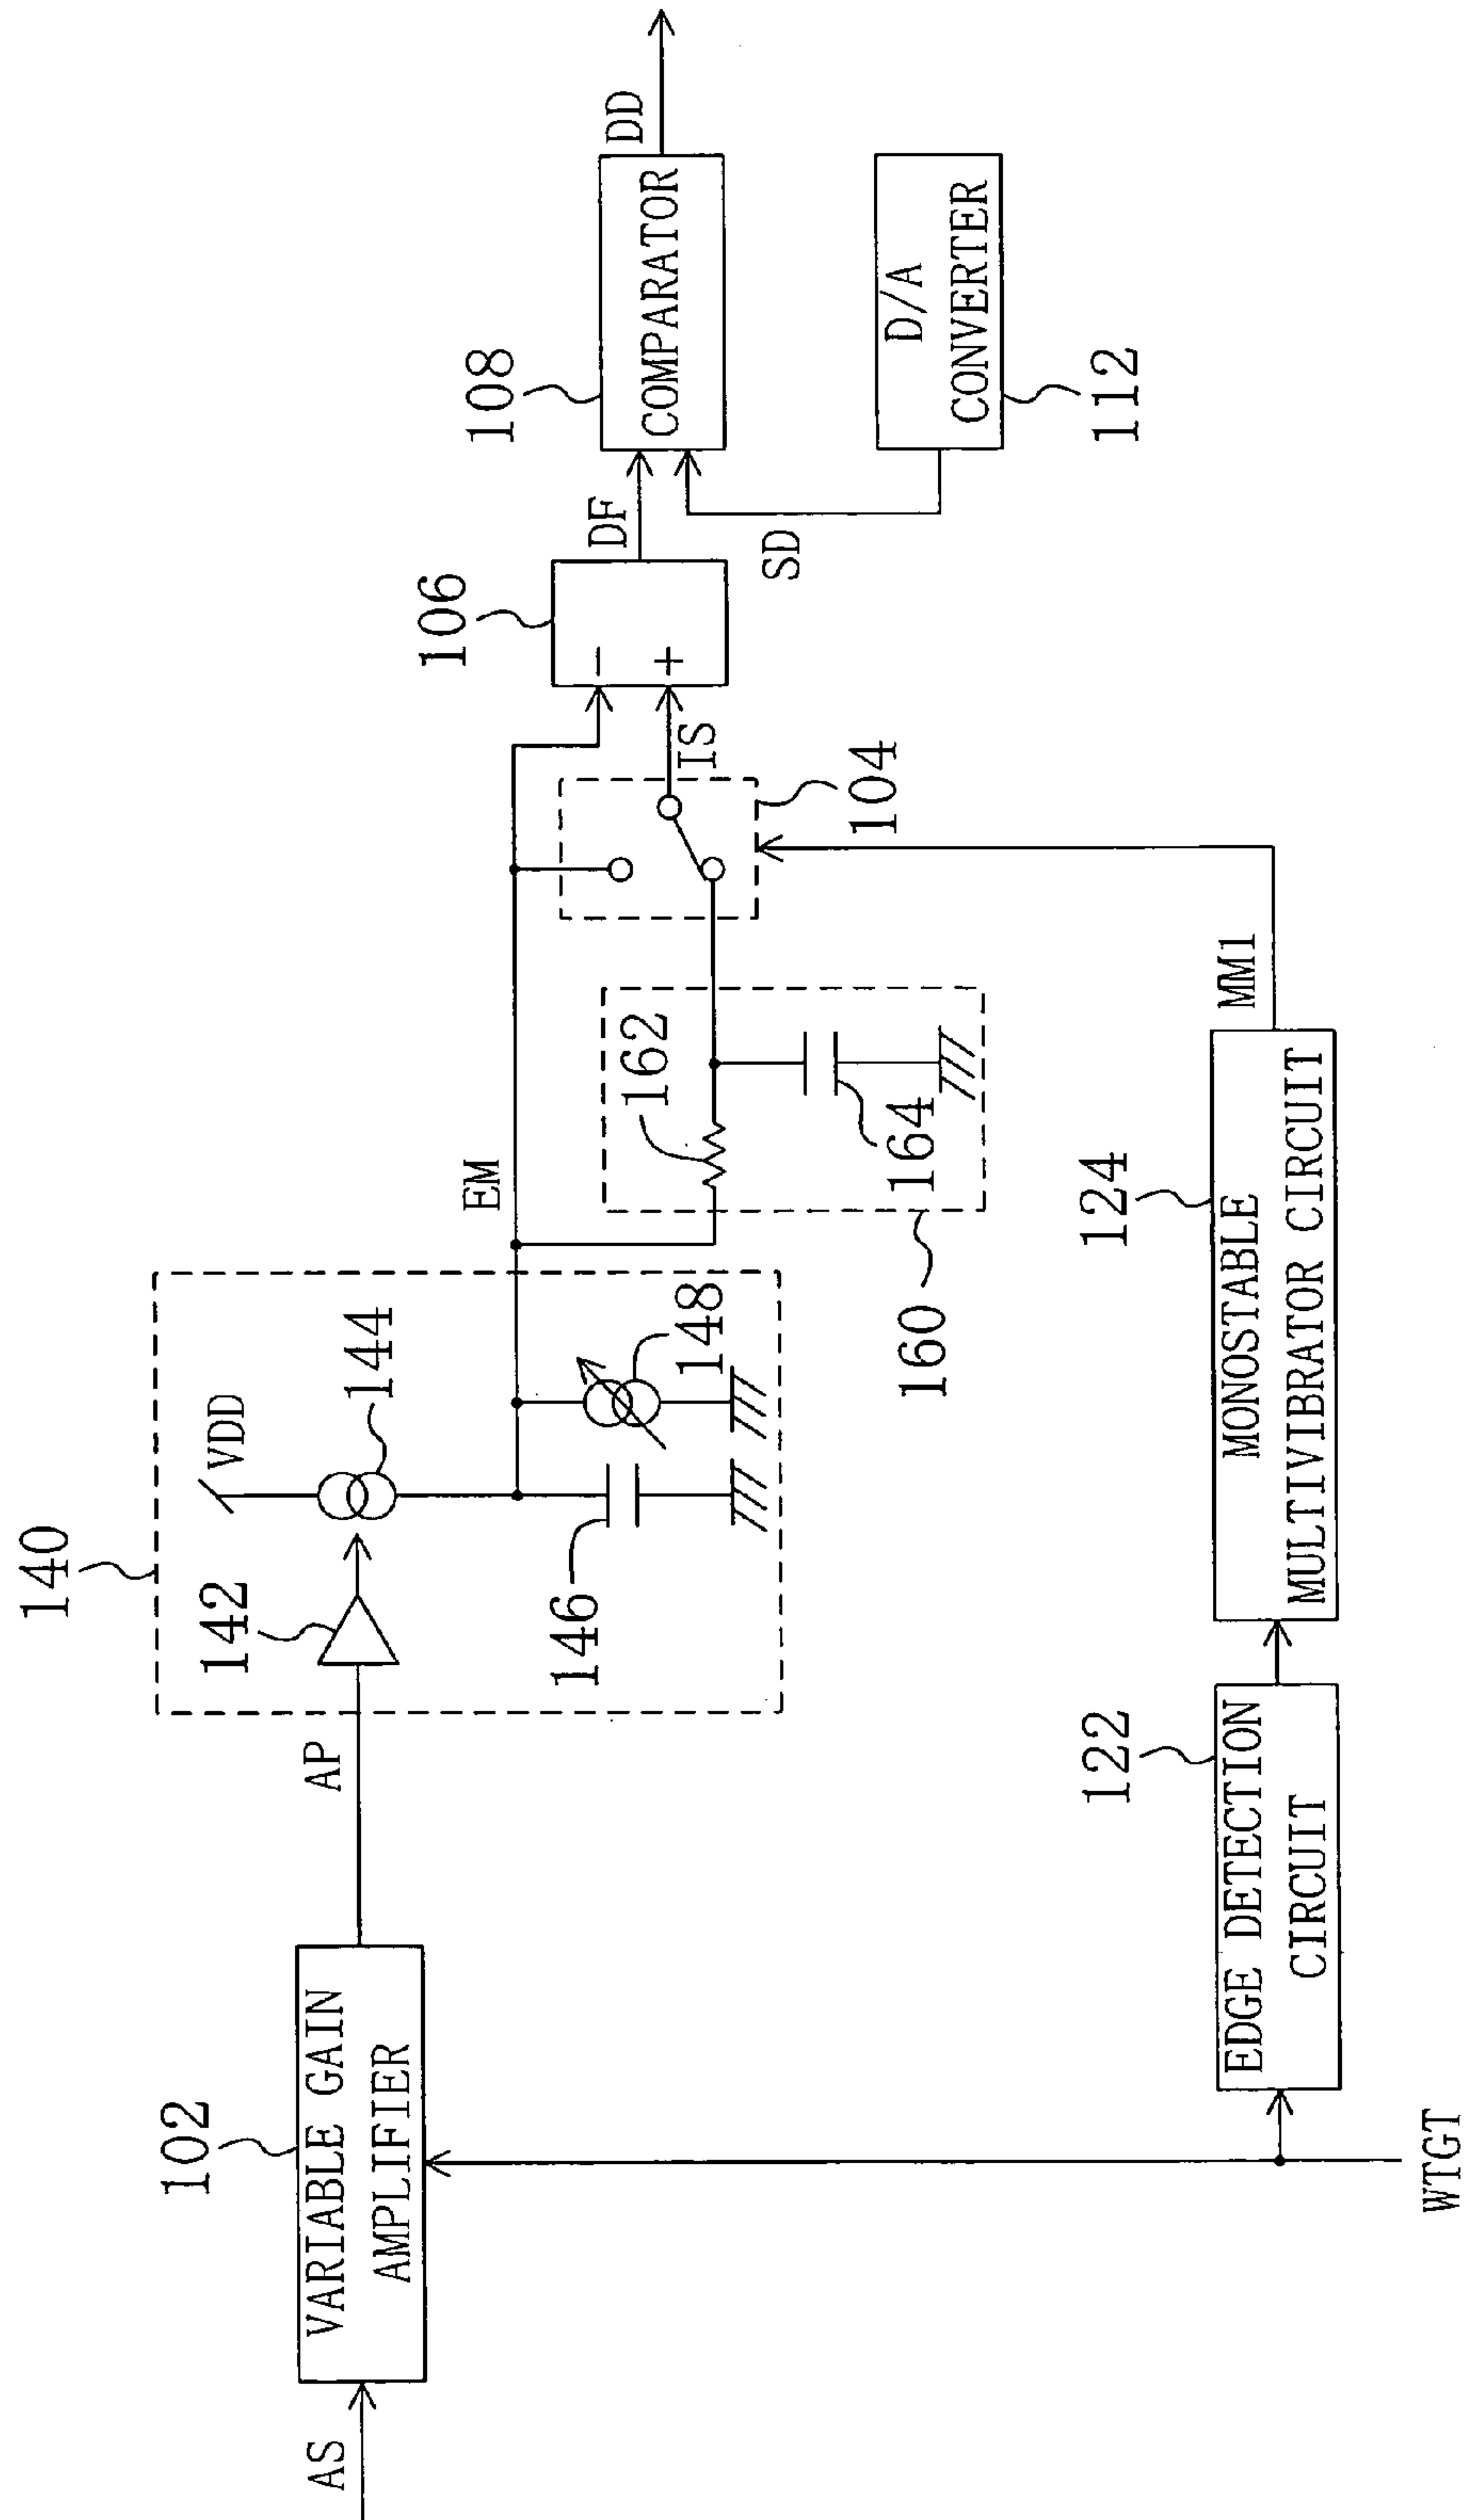 AS
102
VARIABLE GAIN
AMPLIFIER
AP
140
142
VDD
144
146
148
EM
160
162
164
104
TS
106
−
+
DF
SD
108
COMPARATOR
DD
D/A
CONVERTER
112
WTGT
122
EDGE DETECTION
CIRCUIT
124
MONOSTABLE
MULTIVIBRATOR CIRCUIT
MM1